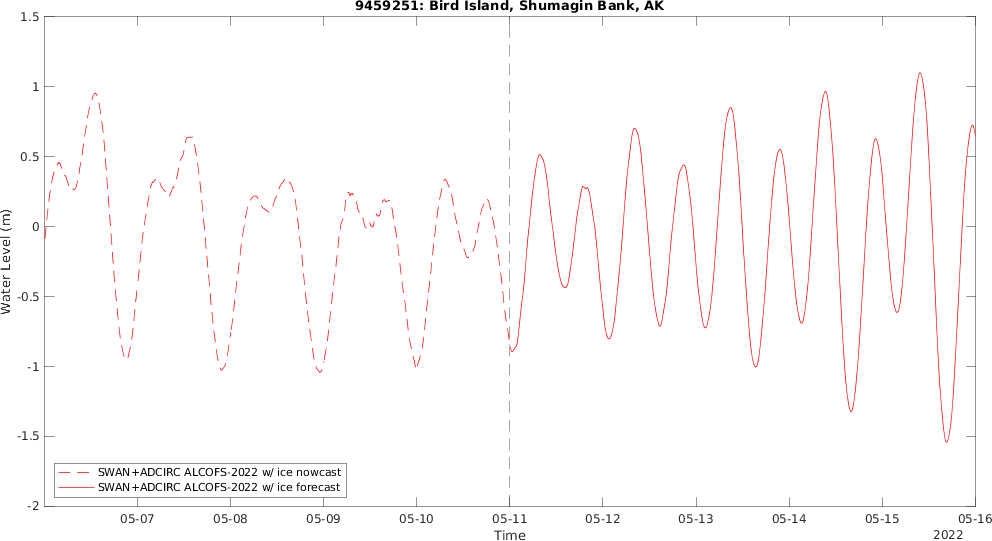 9459251: Bird Island, Shumagin Bank, AK
1.5
1
0.5
0
-0.5
-1
-1.5
-2
Water Level (m)
SWAN+ADCIRC ALCOFS-2022 w/ ice nowcast
SWAN+ADCIRC ALCOFS-2022 w/ ice forecast
05-07 05-08 05-09 05-10 05-11 05-12 05-13 05-14 05-15 05-16
Time
2022